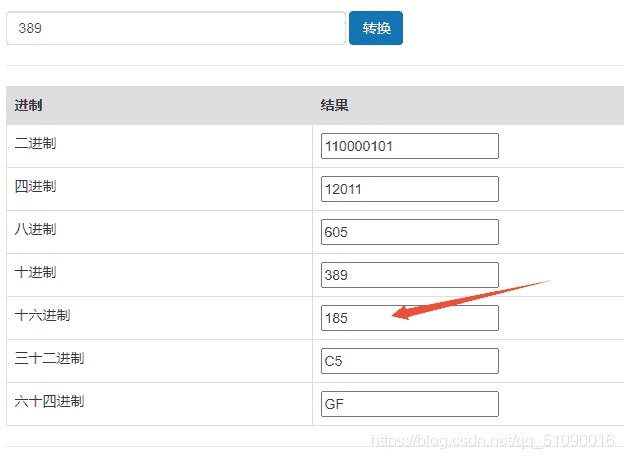 389 转换
进制 结果
二进制 110000101
四进制 12011
八进制 605
十进制 389
十六进制 185
三十二进制 C5
六十四进制 GF
https://blog.csdn.net/qq_51090016